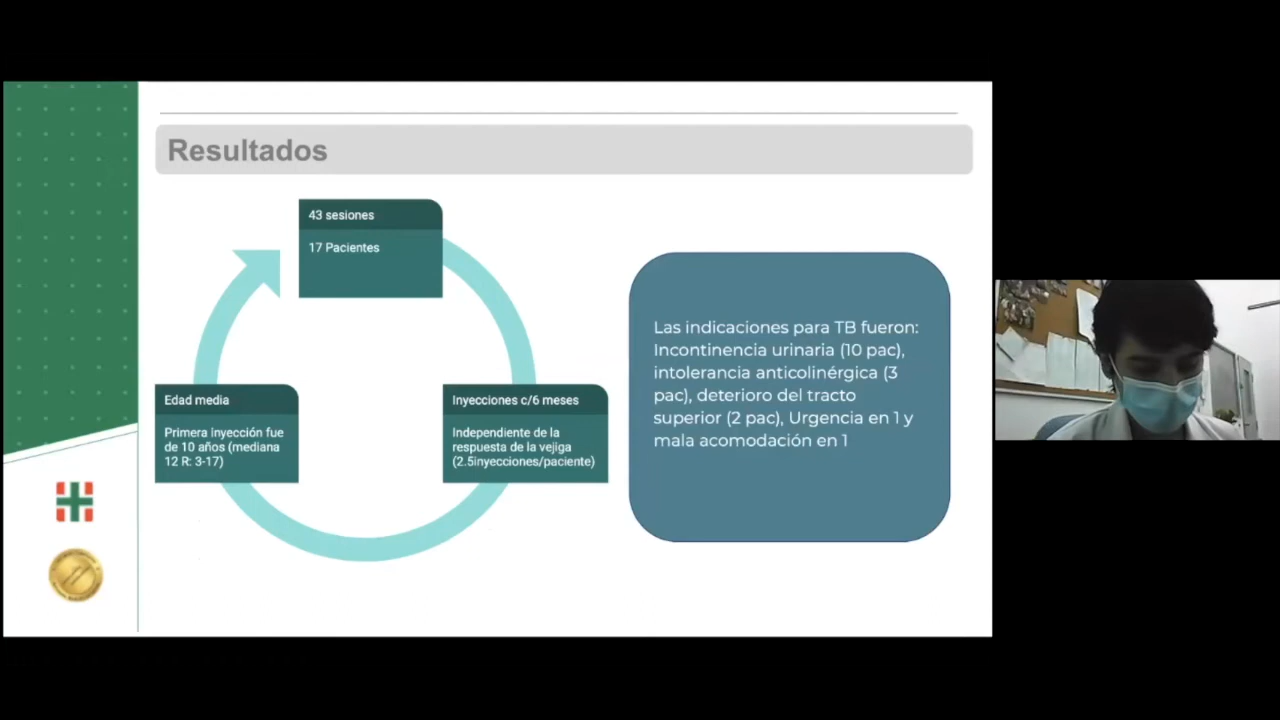 Resultados
43 sesiones
17 Pacientes
Edad media
Primera inyección fue
de 10 años (mediana
12 R: 3-17)
Inyecciones c/6 meses
Independiente de la
respuesta de la vejiga
(2.5inyecciones/paciente)
Las indicaciones para TB fueron:
Incontinencia urinaria (10 pac),
intolerancia anticolinérgica (3
pac), deterioro del tracto
superior (2 pac), Urgencia en 1 y
mala acomodación en 1